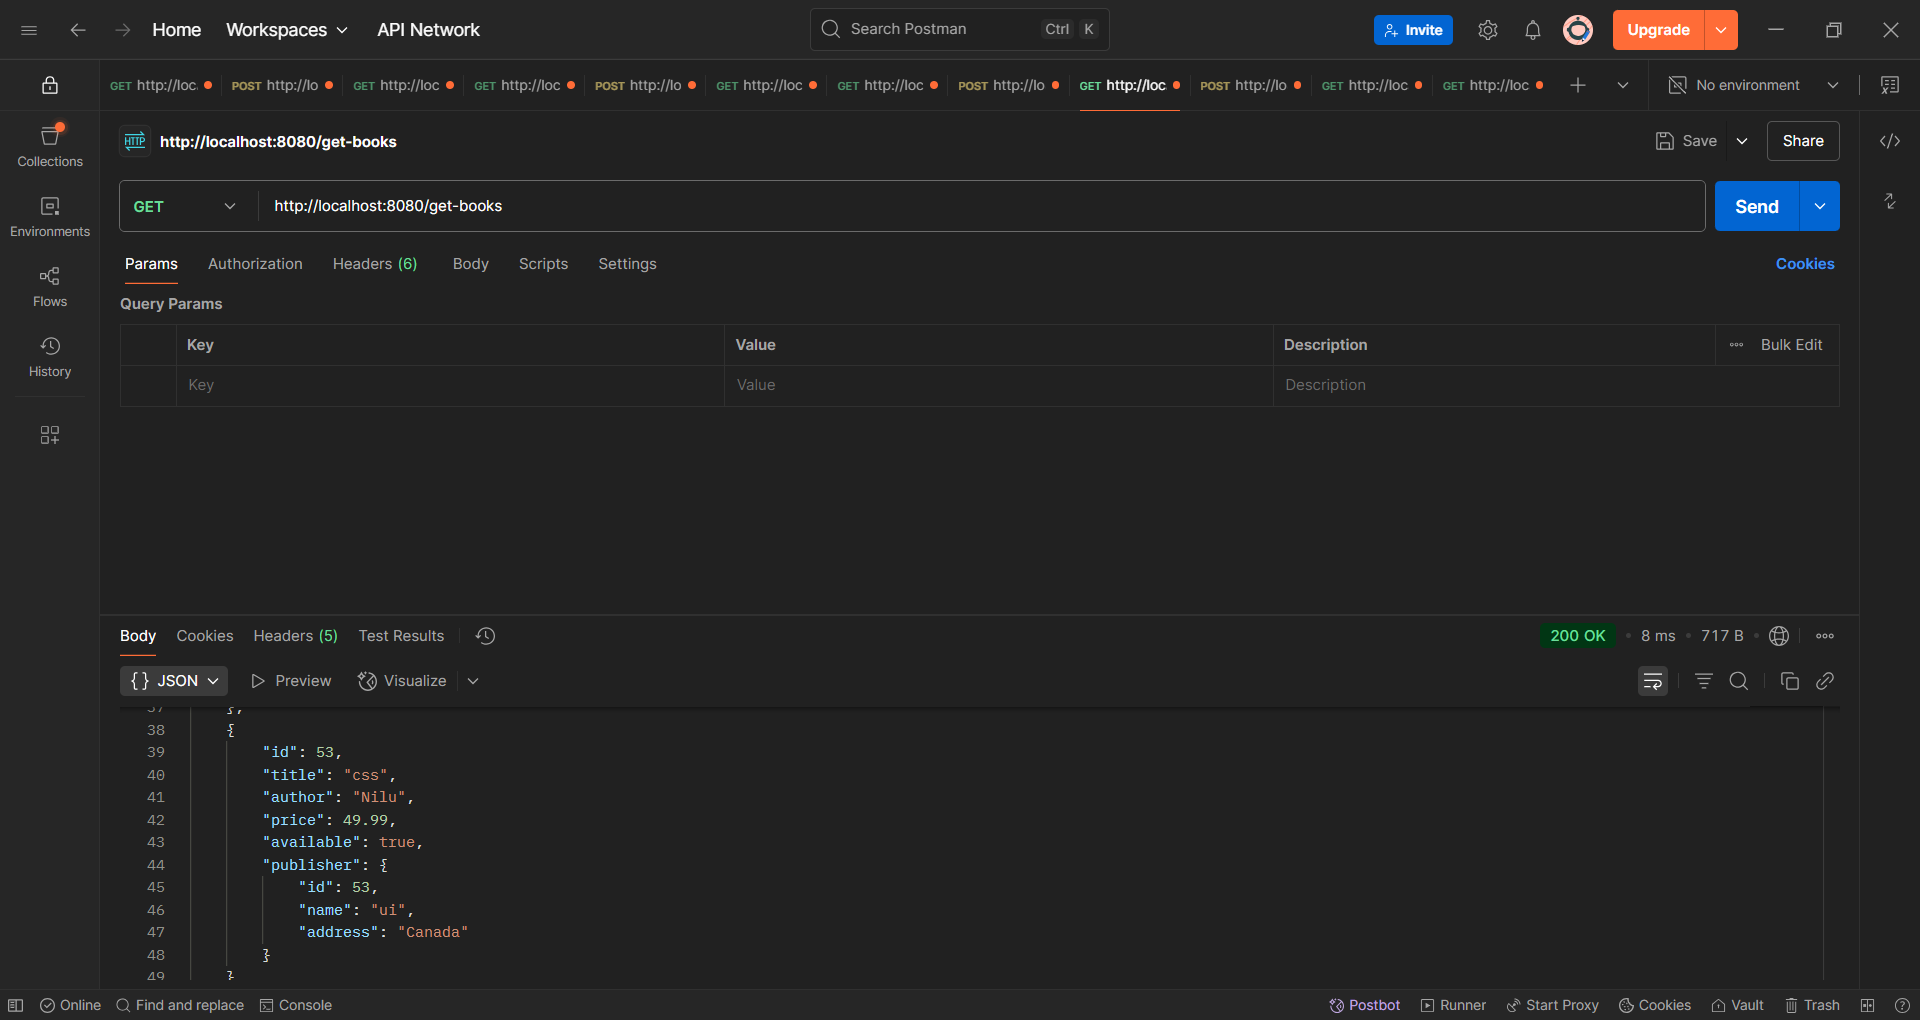 Home Workspaces API Network Search Postman Ctrl K Invite Upgrade
GET http://loc POST http://lo GET http://loc GET http://loc POST http://lo GET http://loc GET http://loc POST http://lo GET http://loc POST http://lo GET http://loc GET http://loc No environment
Collections
Environments
Flows
History
HTTP http://localhost:8080/get-books Save Share
GET http://localhost:8080/get-books Send
Params Authorization Headers (6) Body Scripts Settings Cookies
Query Params
Key Value Description Bulk Edit
Key Value Description
Body Cookies Headers (5) Test Results 200 OK 8 ms 717 B
{} JSON Preview Visualize
37 },
38 {
39 "id": 53,
40 "title": "css",
41 "author": "Nilu",
42 "price": 49.99,
43 "available": true,
44 "publisher": {
45 "id": 53,
46 "name": "ui",
47 "address": "Canada"
48 }
49 }
Online Find and replace Console Postbot Runner Start Proxy Cookies Vault Trash